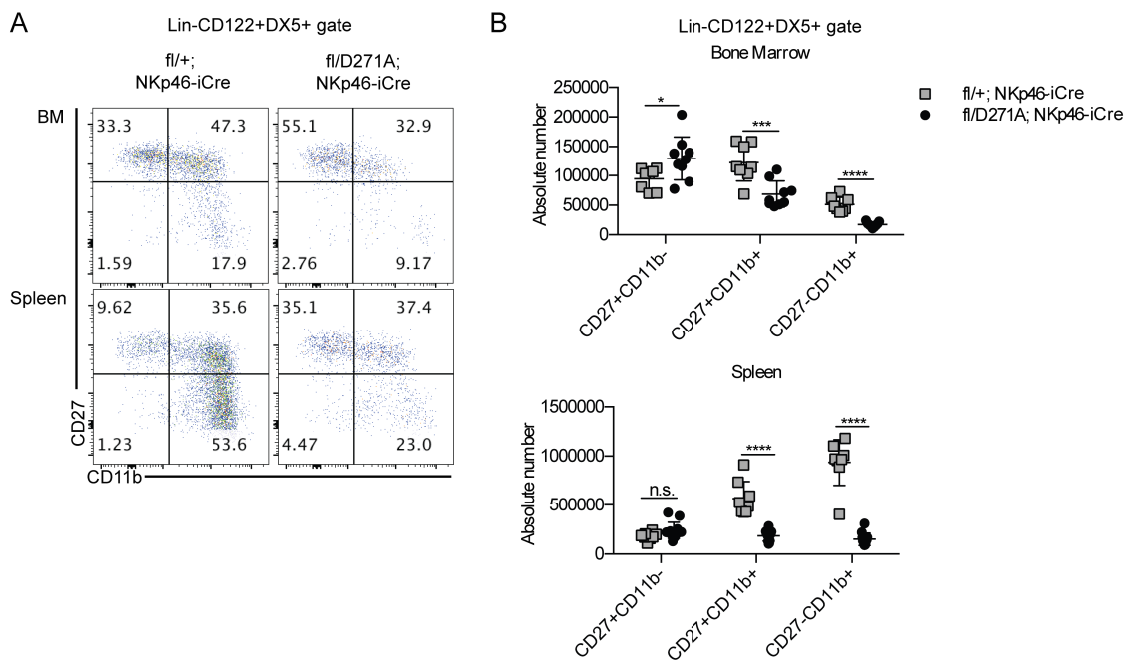 A
Lin-CD122+DX5+ gate
fl/+;
NKp46-iCre
fl/D271A;
NKp46-iCre
BM
33.3
47.3
55.1
32.9
1.59
17.9
2.76
9.17
Spleen
9.62
35.6
35.1
37.4
1.23
53.6
4.47
23.0
CD27
CD11b
B
Lin-CD122+DX5+ gate
Bone Marrow
fl/+; NKp46-iCre
fl/D271A; NKp46-iCre
Absolute number
250000
200000
150000
100000
50000
0
*
***
****
CD27+CD11b-
CD27+CD11b+
CD27-CD11b+
Spleen
Absolute number
1500000
1000000
500000
0
n.s.
****
****
CD27+CD11b-
CD27+CD11b+
CD27-CD11b+